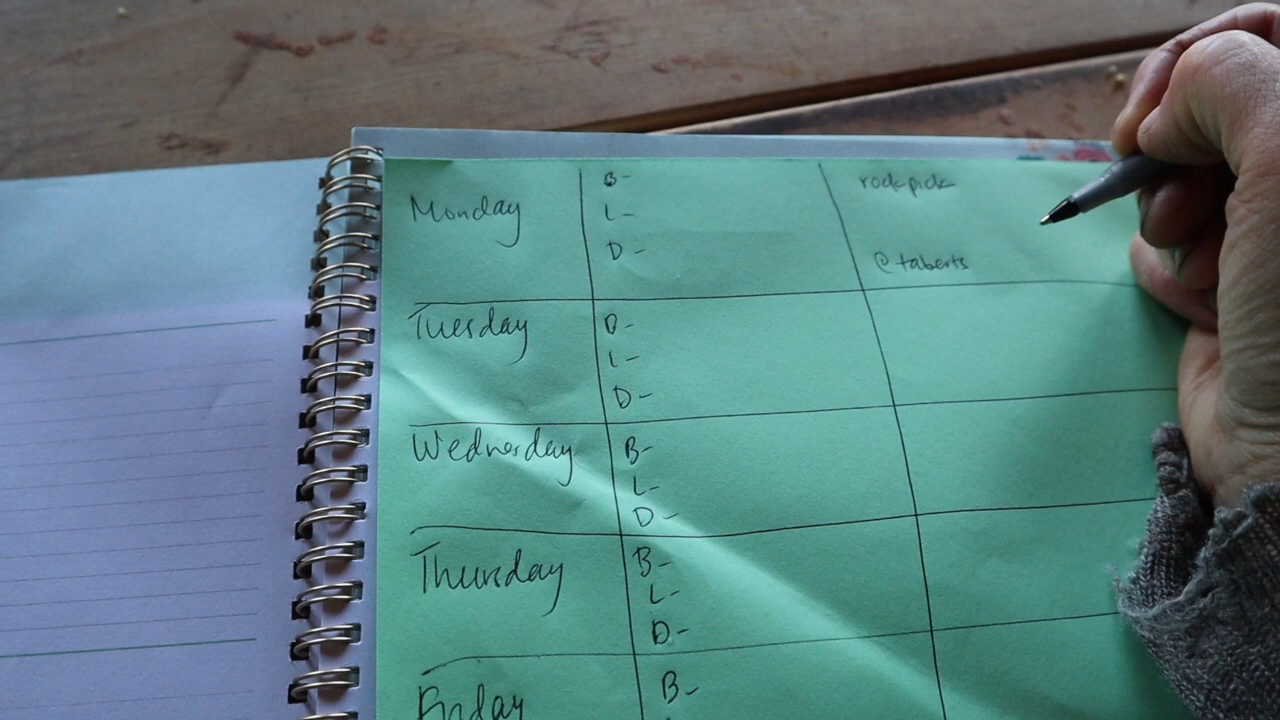 Monday
B-
L-
D-
rockpick
@taberts
Tuesday
B-
L-
D-
Wednesday
B-
L-
D-
Thursday
B-
L-
D-
Friday
B-